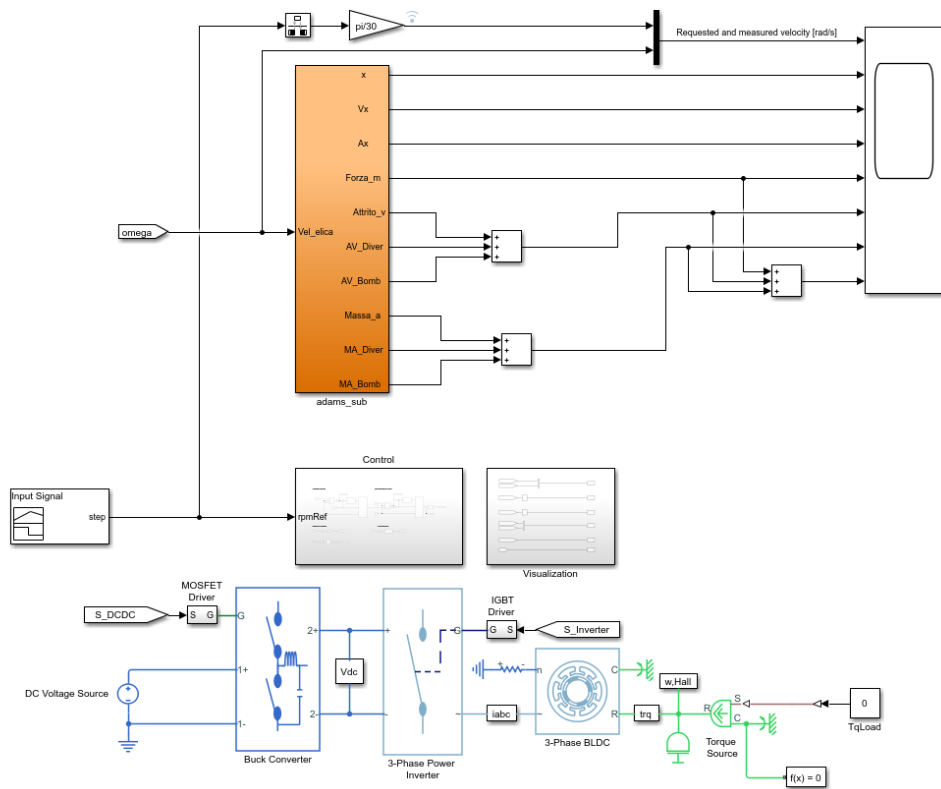 pi/30
Requested and measured velocity [rad/s]
x
Vx
Ax
Forza_m
Attrito_v
omega
Vel_elica
AV_Diver
AV_Bomb
Massa_a
MA_Diver
MA_Bomb
adams_sub
+
+
+
+
+
+
+
+
+
Control
Input Signal
step
rpmRef
Visualization
MOSFET
Driver
S_DCDC
S G
G
IGBT
Driver
G S
S_Inverter
2+
+
G
1+
Vdc
+ -
n
C
w,Hall
DC Voltage Source
+
-
S
R
C
0
TqLoad
1-
2-
-
~
iabc
~
R
trq
3-Phase BLDC
Torque
Source
Buck Converter
3-Phase Power
Inverter
f(x) = 0